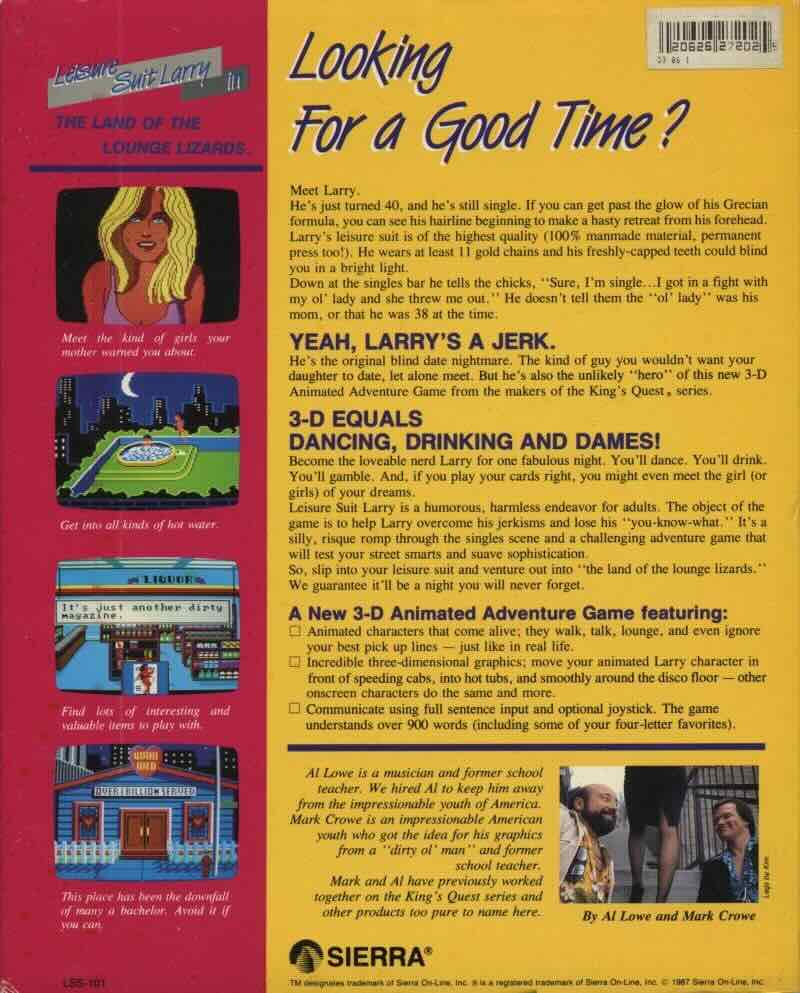 Leisure
Suit Larry
in
THE LAND OF THE
LOUNGE LIZARDS™
Meet the kind of girls your
mother warned you about.
Get into all kinds of hot water.
LIQUOR
It's just another dirty
magazine.
Find lots of interesting and
valuable items to play with.
QUIKI
WED
OVER 1 BILLION SERVED
This place has been the downfall
of many a bachelor. Avoid it if
you can.
LSS-101
20626 27202 5
Looking
For a Good Time?
Meet Larry.
He's just turned 40, and he's still single. If you can get past the glow of his Grecian
formula, you can see his hairline beginning to make a hasty retreat from his forehead.
Larry's leisure suit is of the highest quality (100% manmade material, permanent
press too!). He wears at least 11 gold chains and his freshly-capped teeth could blind
you in a bright light.
Down at the singles bar he tells the chicks, "Sure, I'm single...I got in a fight with
my ol' lady and she threw me out." He doesn't tell them the "ol' lady" was his
mom, or that he was 38 at the time.
YEAH, LARRY'S A JERK.
He's the original blind date nightmare. The kind of guy you wouldn't want your
daughter to date, let alone meet. But he's also the unlikely "hero" of this new 3-D
Animated Adventure Game from the makers of the King's Quest® series.
3-D EQUALS
DANCING, DRINKING AND DAMES!
Become the loveable nerd Larry for one fabulous night. You'll dance. You'll drink.
You'll gamble. And, if you play your cards right, you might even meet the girl (or
girls) of your dreams.
Leisure Suit Larry is a humorous, harmless endeavor for adults. The object of the
game is to help Larry overcome his jerkisms and lose his "you-know-what." It's a
silly, risque romp through the singles scene and a challenging adventure game that
will test your street smarts and suave sophistication.
So, slip into your leisure suit and venture out into "the land of the lounge lizards."
We guarantee it'll be a night you will never forget.
A New 3-D Animated Adventure Game featuring:
☐ Animated characters that come alive; they walk, talk, lounge, and even ignore
your best pick up lines — just like in real life.
☐ Incredible three-dimensional graphics; move your animated Larry character in
front of speeding cabs, into hot tubs, and smoothly around the disco floor — other
onscreen characters do the same and more.
☐ Communicate using full sentence input and optional joystick. The game
understands over 900 words (including some of your four-letter favorites).
Al Lowe is a musician and former school
teacher. We hired Al to keep him away
from the impressionable youth of America.
Mark Crowe is an impressionable American
youth who got the idea for his graphics
from a "dirty ol' man" and former
school teacher.
Mark and Al have previously worked
together on the King's Quest series and
other products too pure to name here.
Legs by Kim
By Al Lowe and Mark Crowe
SIERRA®
TM designates trademark of Sierra On-Line, Inc. ® is a registered trademark of Sierra On-Line, Inc. © 1987 Sierra On-Line, Inc.